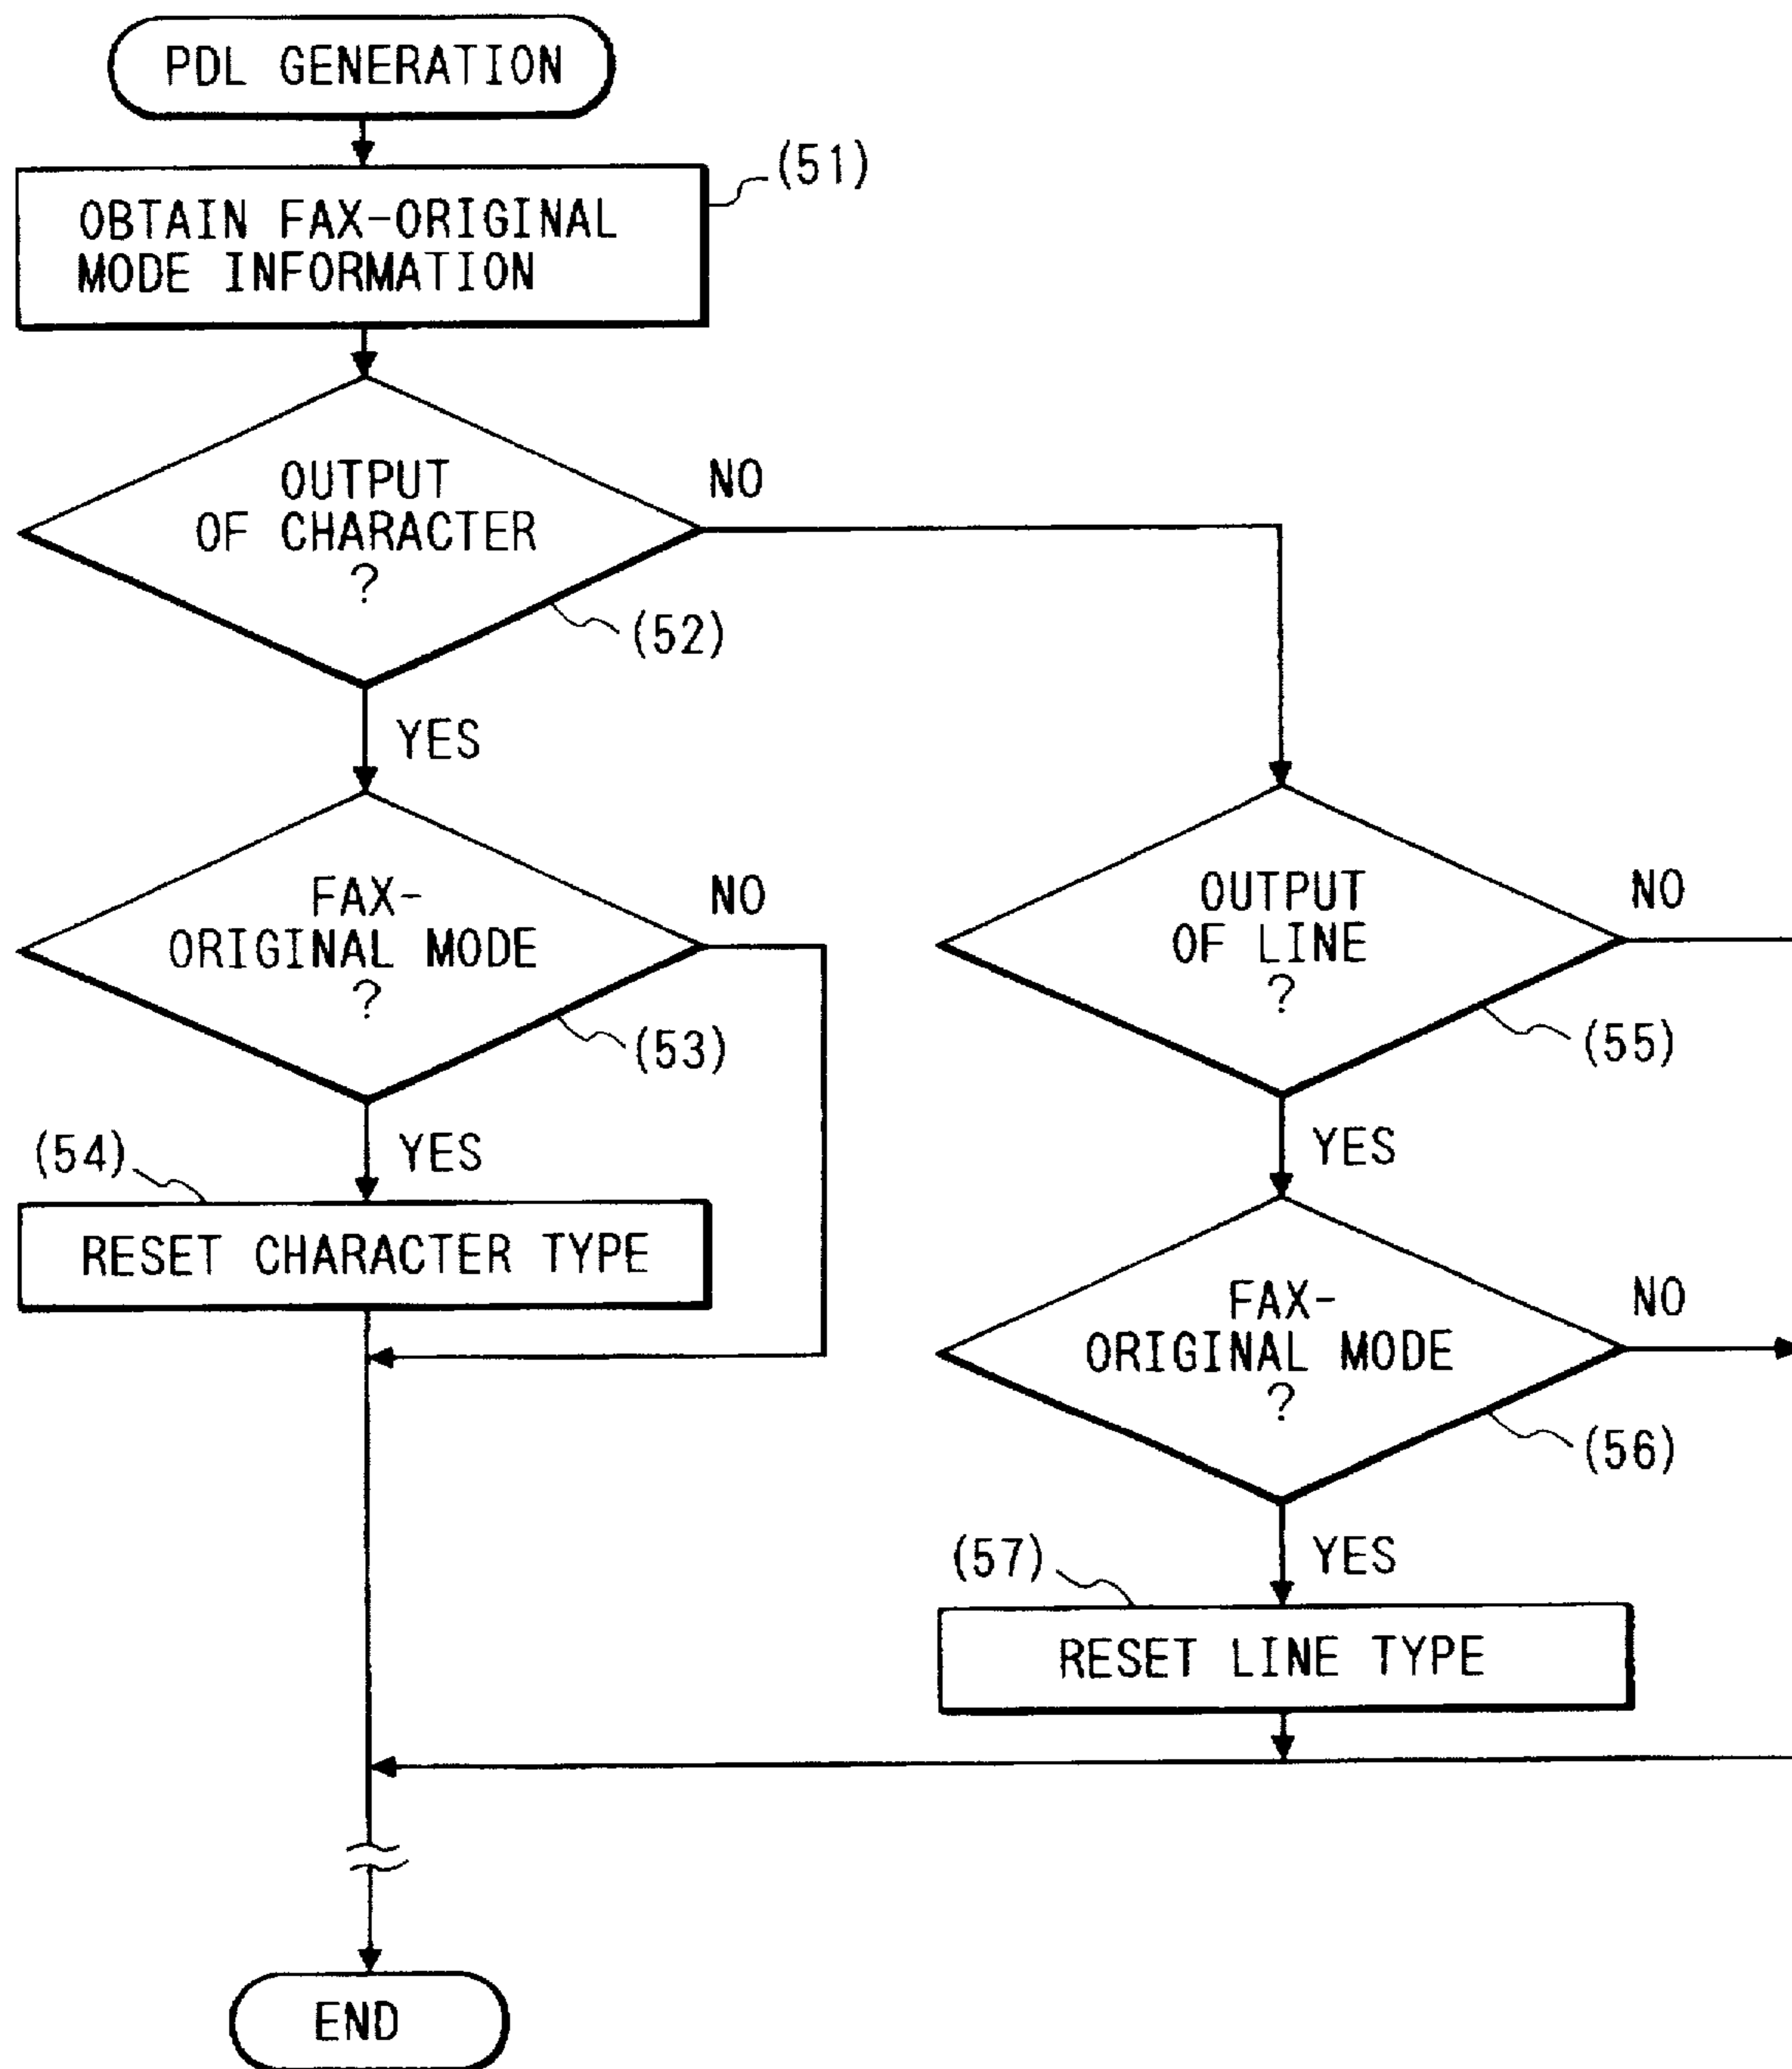 PDL GENERATION
(51)
OBTAIN FAX-ORIGINAL
MODE INFORMATION
OUTPUT
OF CHARACTER
?
NO
(52)
YES
FAX-
ORIGINAL MODE
?
NO
(53)
YES
(54)
RESET CHARACTER TYPE
OUTPUT
OF LINE
?
NO
(55)
YES
FAX-
ORIGINAL MODE
?
NO
(56)
YES
(57)
RESET LINE TYPE
END